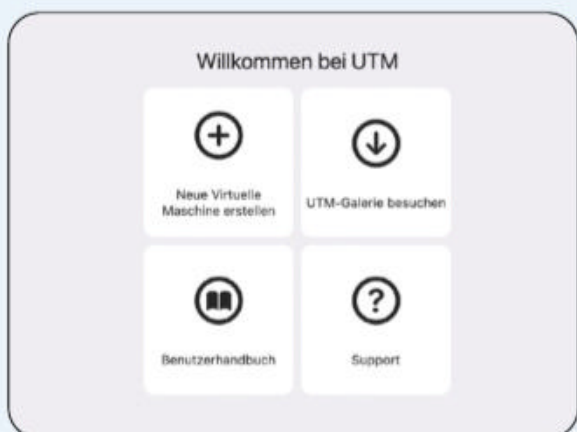 Willkommen bei UTM
Neue Virtuelle
Maschine erstellen
UTM-Galerie besuchen
Benutzerhandbuch
Support